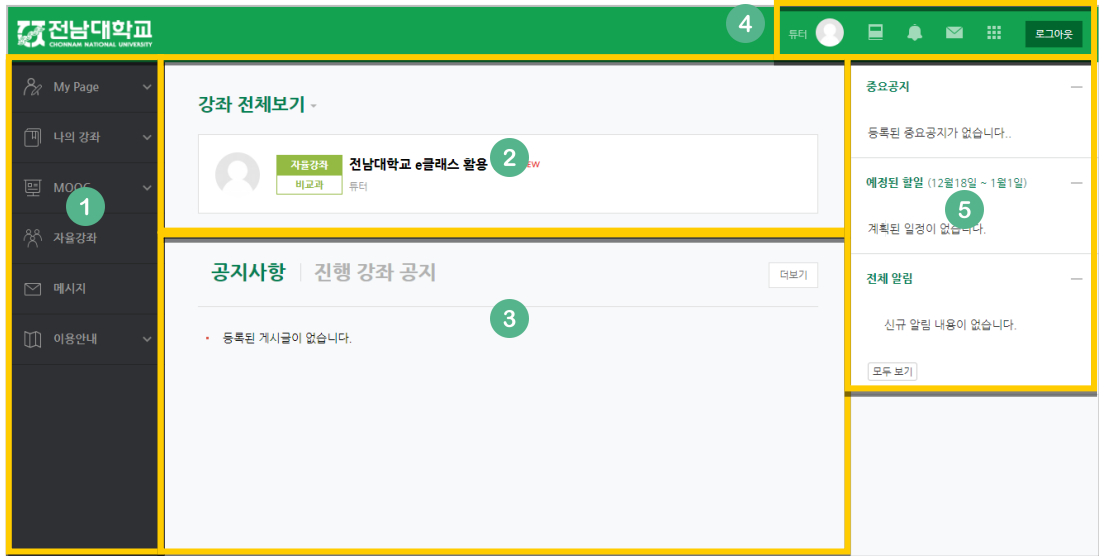 전남대학교
CHONNAM NATIONAL UNIVERSITY
4
튜터
로그아웃
My Page
나의 강좌
MOOC
1
자율강좌
메시지
이용안내
강좌 전체보기
자율강좌
전남대학교 e클래스 활용
2
비교과
튜터
공지사항
진행 강좌 공지
더보기
3
등록된 게시글이 없습니다.
중요공지
등록된 중요공지가 없습니다..
예정된 할일 (12월18일 ~ 1월1일)
5
계획된 일정이 없습니다.
전체 알림
신규 알림 내용이 없습니다.
모두 보기